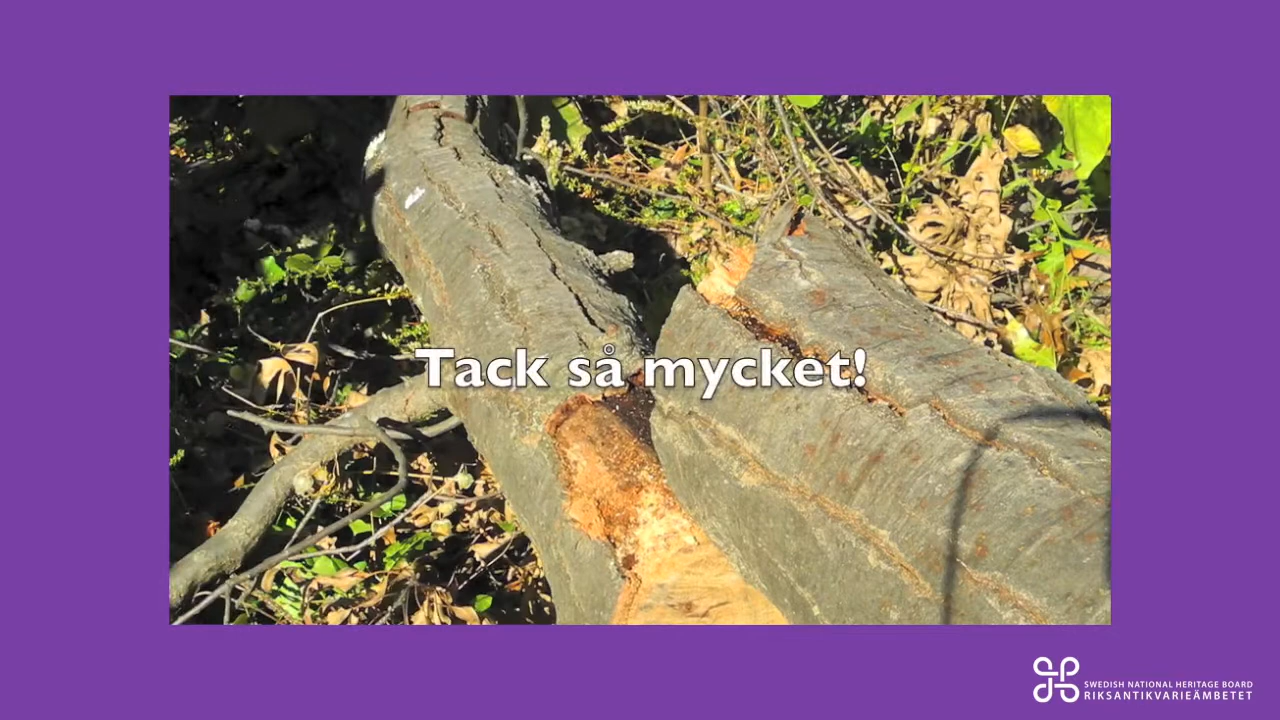 Tack så mycket!
SWEDISH NATIONAL HERITAGE BOARD
RIKSANTIKVARIEÄMBETET